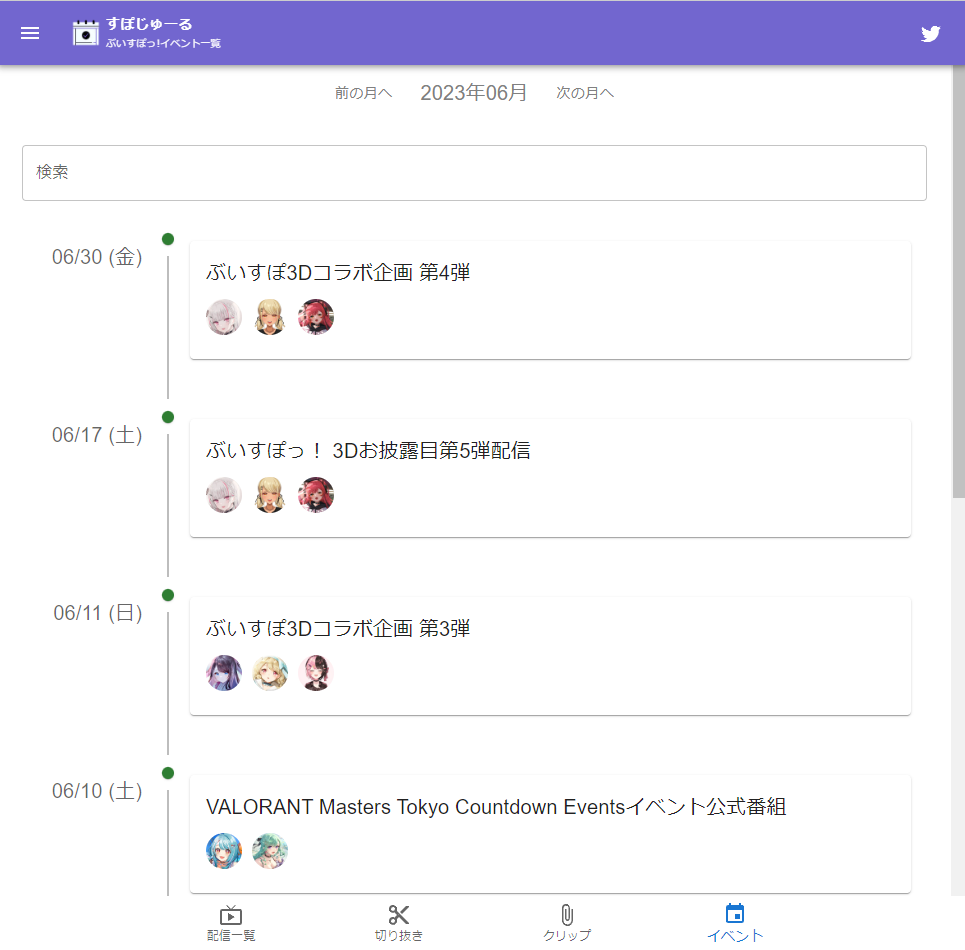 すぽじゅーる
ぶいすぽっ!イベント一覧
前の月へ 2023年06月 次の月へ
検索
06/30 (金)
ぶいすぽ3Dコラボ企画 第4弾
06/17 (土)
ぶいすぽっ！ 3Dお披露目第5弾配信
06/11 (日)
ぶいすぽ3Dコラボ企画 第3弾
06/10 (土)
VALORANT Masters Tokyo Countdown Eventsイベント公式番組
配信一覧 切り抜き クリップ イベント